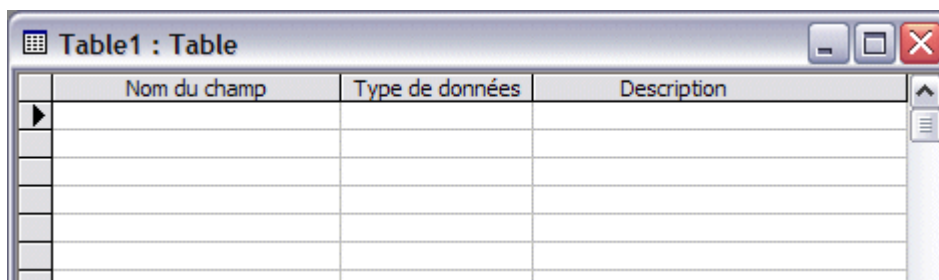 Table1 : Table
Nom du champ Type de données Description